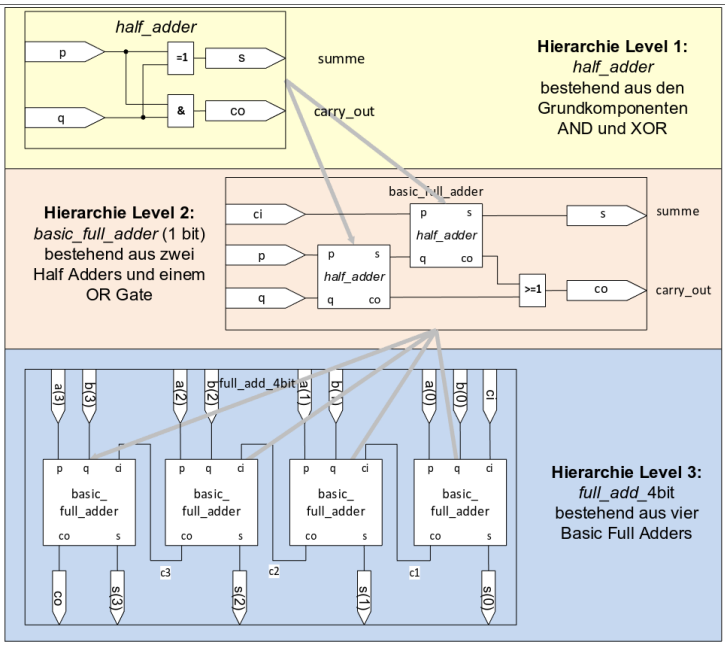 half_adder
p
=1
s
summe
q
&
co
carry_out
Hierarchie Level 1:
half_adder
bestehend aus den
Grundkomponenten
AND und XOR
Hierarchie Level 2:
basic_full_adder (1 bit)
bestehend aus zwei
Half Adders und einem
OR Gate
basic_full_adder
ci
p s
half_adder
q co
s
summe
p
p s
half_adder
q co
q
>=1
co
carry_out
full_add_4bit
a(3)
b(3)
a(2)
b(2)
a(1)
b(1)
a(0)
b(0)
ci
p q ci
basic_
full_adder
co s
p q ci
basic_
full_adder
co s
p q ci
basic_
full_adder
co s
p q ci
basic_
full_adder
co s
c3
c2
c1
co
s(3)
s(2)
s(1)
s(0)
Hierarchie Level 3:
full_add_4bit
bestehend aus vier
Basic Full Adders